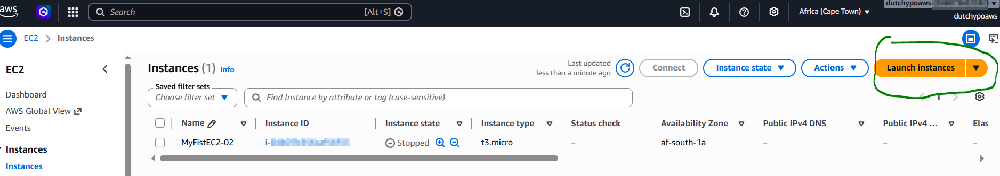 aws
Search
[Alt+S]
Africa (Cape Town)
dutchypoaws
dutchypoaws
EC2
Instances
EC2
Instances (1)
Info
Last updated
less than a minute ago
Connect
Instance state
Actions
Launch instances
Saved filter sets
Choose filter set
Find Instance by attribute or tag (case-sensitive)
1
Dashboard
AWS Global View
Events
Instances
Instances
Name
Instance ID
Instance state
Instance type
Status check
Availability Zone
Public IPv4 DNS
Public IPv4 ...
Elas
MyFistEC2-02
i-
Stopped
t3.micro
–
af-south-1a
–
–
–